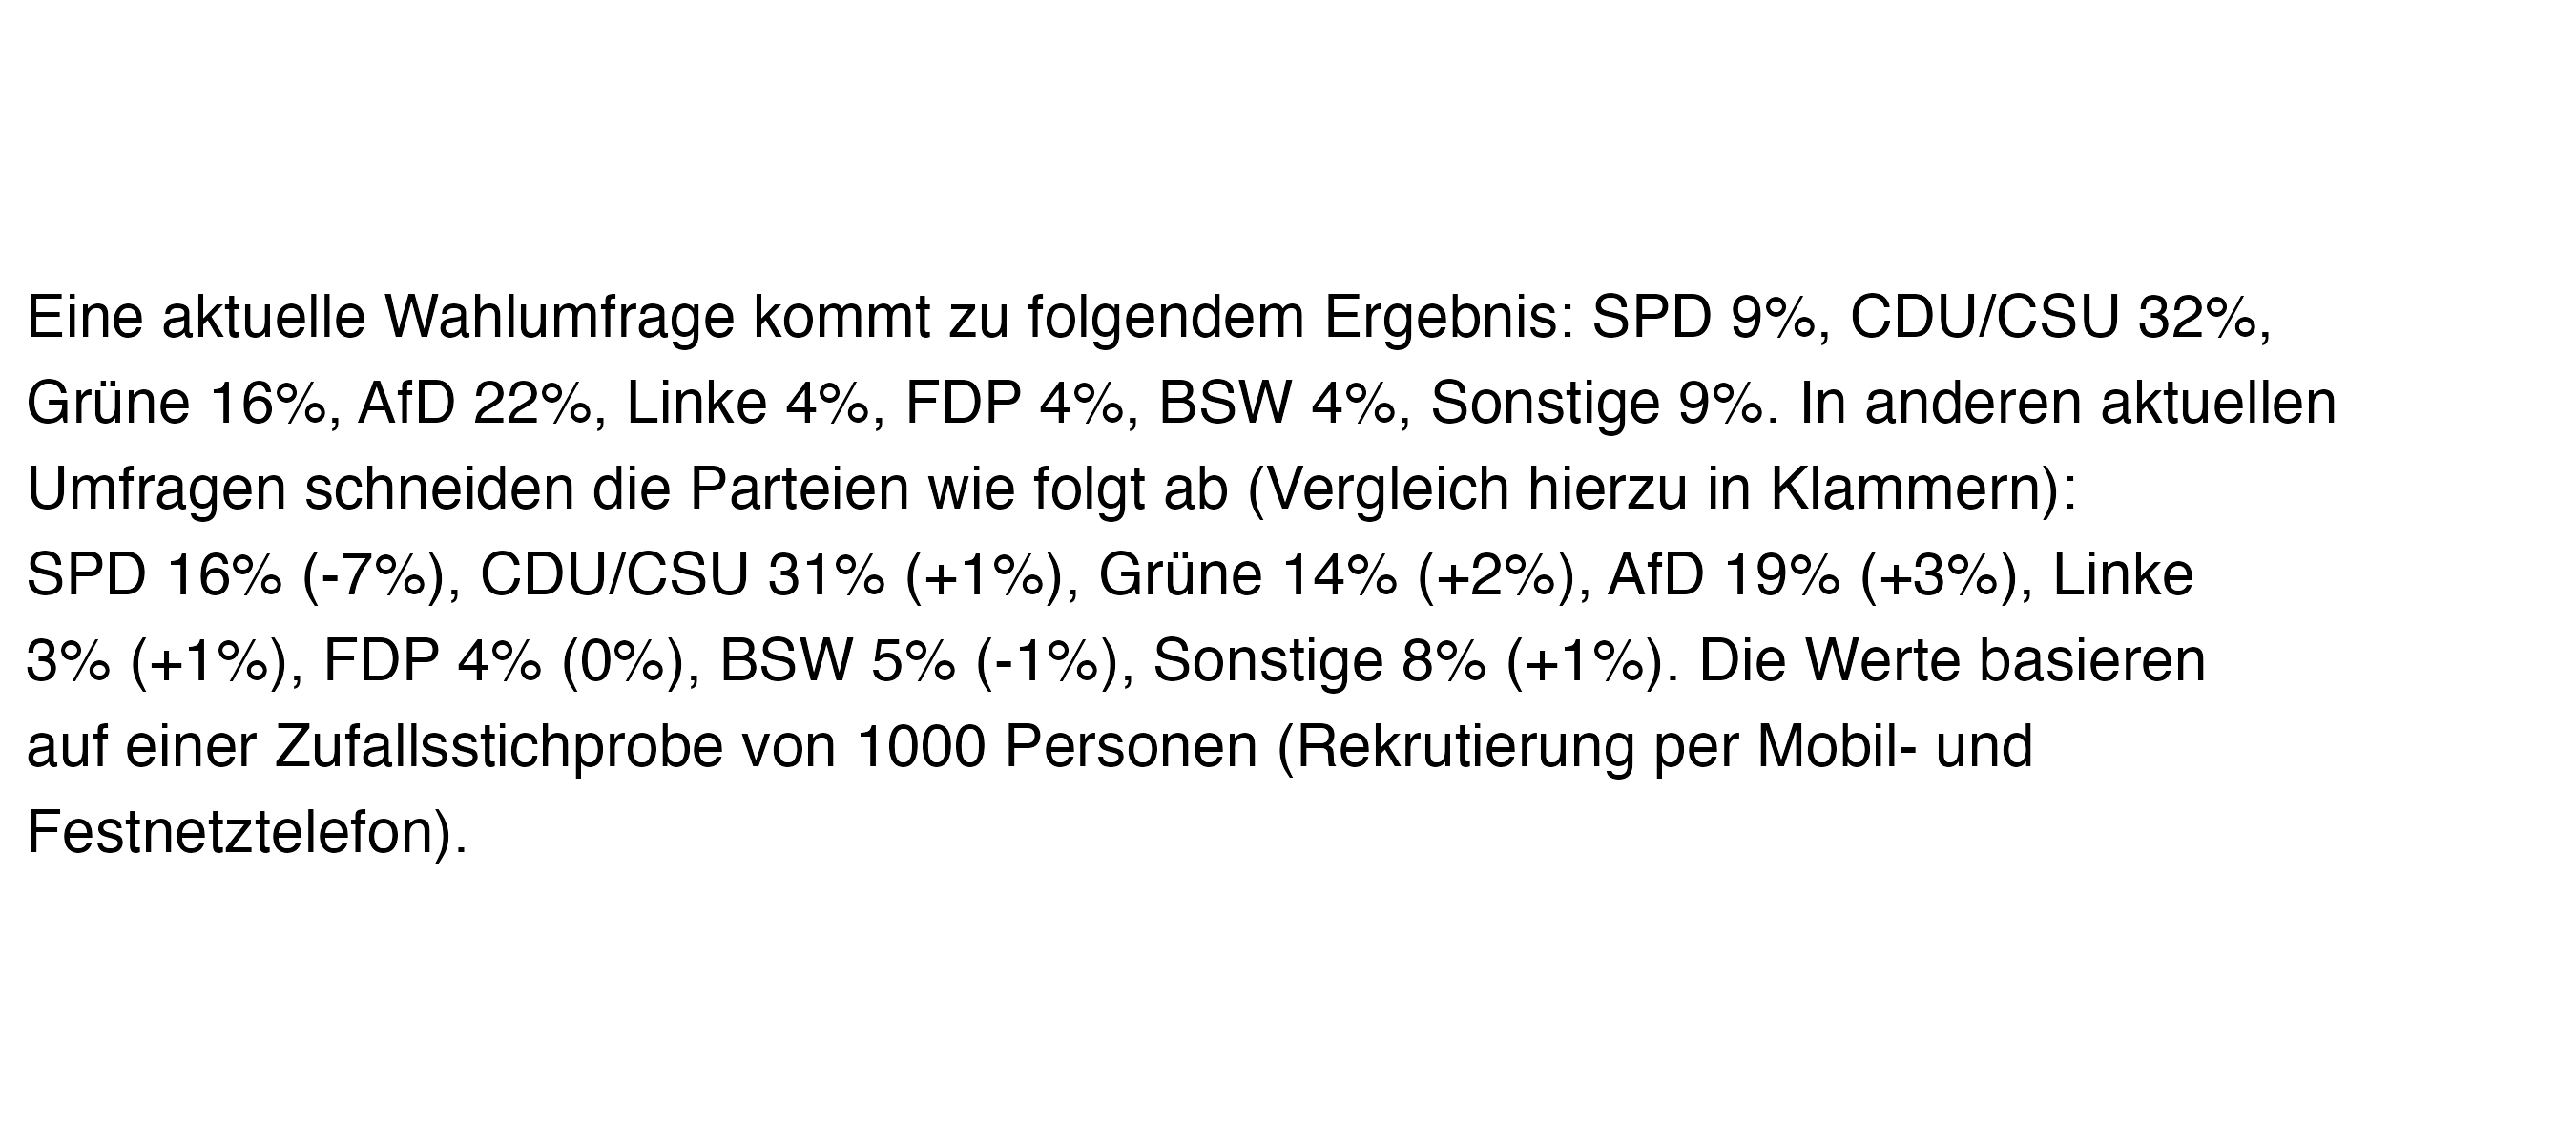 Eine aktuelle Wahlumfrage kommt zu folgendem Ergebnis: SPD 9%, CDU/CSU 32%,
Grüne 16%, AfD 22%, Linke 4%, FDP 4%, BSW 4%, Sonstige 9%. In anderen aktuellen
Umfragen schneiden die Parteien wie folgt ab (Vergleich hierzu in Klammern):
SPD 16% (-7%), CDU/CSU 31% (+1%), Grüne 14% (+2%), AfD 19% (+3%), Linke
3% (+1%), FDP 4% (0%), BSW 5% (-1%), Sonstige 8% (+1%). Die Werte basieren
auf einer Zufallsstichprobe von 1000 Personen (Rekrutierung per Mobil- und
Festnetztelefon).